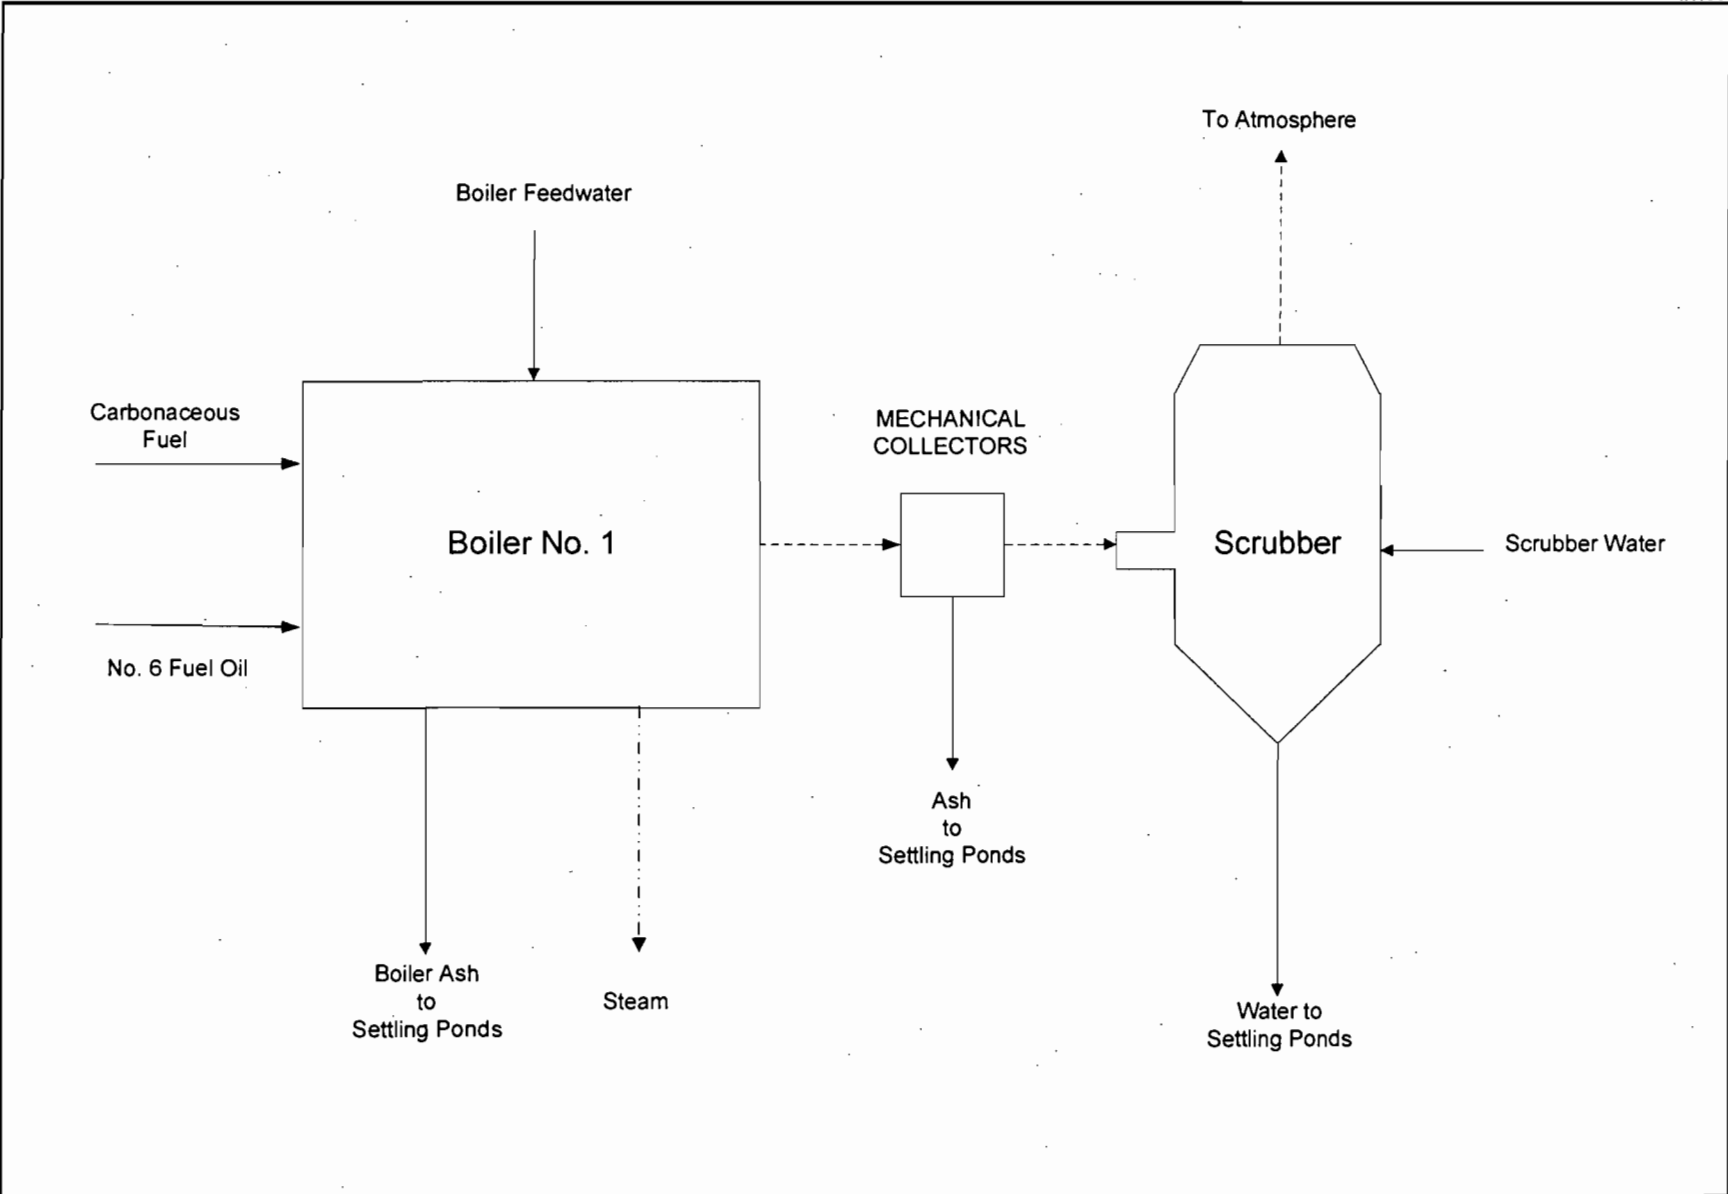 To Atmosphere
Boiler Feedwater
Carbonaceous
Fuel
MECHANICAL
COLLECTORS
Boiler No. 1
Scrubber
Scrubber Water
No. 6 Fuel Oil
Ash
to
Settling Ponds
Boiler Ash
to
Settling Ponds
Steam
Water to
Settling Ponds